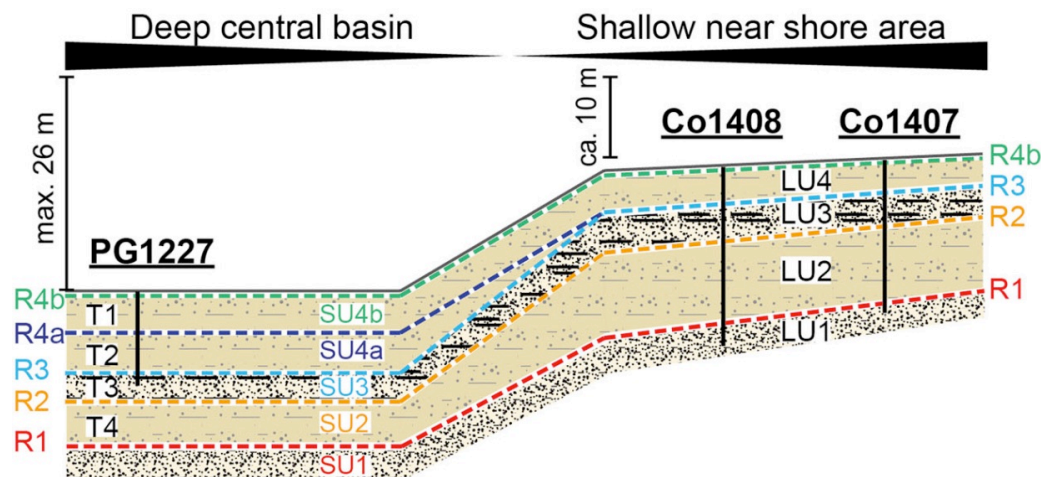 Deep central basin
Shallow near shore area
max. 26 m
ca. 10 m
Co1408
Co1407
PG1227
R4b
R3
R2
R1
LU4
LU3
LU2
LU1
R4b
R4a
R3
R2
R1
T1
T2
T3
T4
SU4b
SU4a
SU3
SU2
SU1